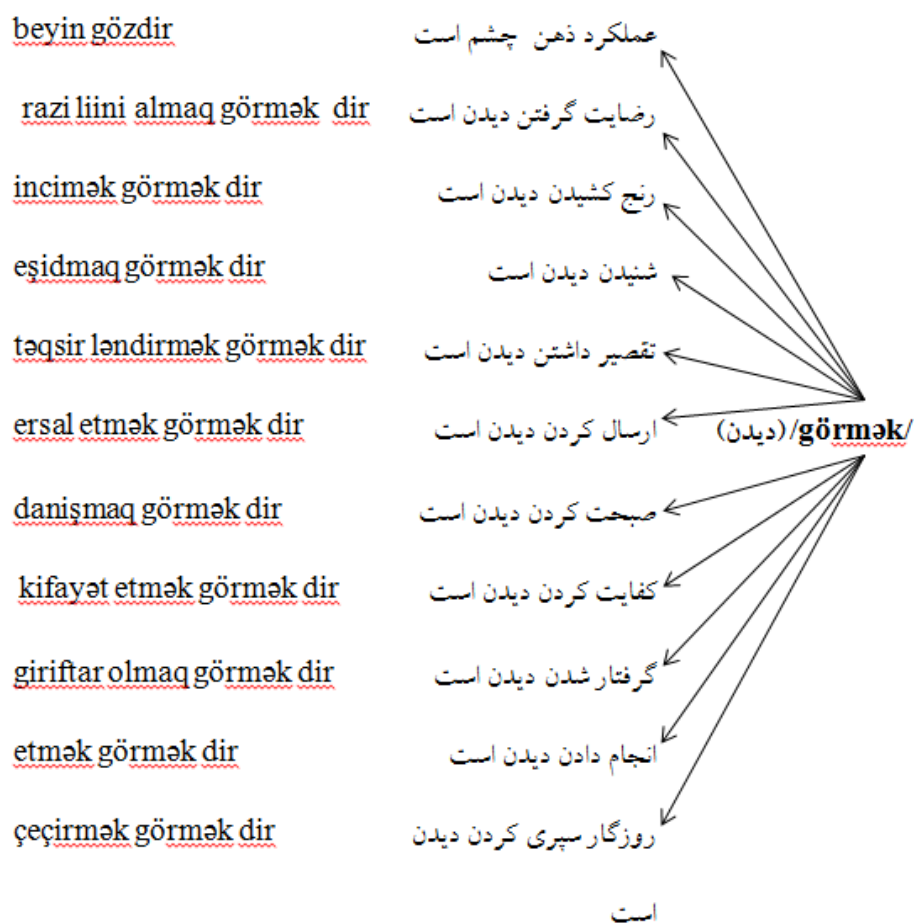 beyin gözdir عملکرد ذهن چشم است
razi liini almaq görmək dir رضایت گرفتن دیدن است
incimək görmək dir رنج کشیدن دیدن است
eşidmaq görmək dir شنیدن دیدن است
təqsir ləndirmək görmək dir تقصیر داشتن دیدن است
ersal etmək görmək dir ارسال کردن دیدن است
/görmək/ (دیدن)
danişmaq görmək dir صبحت کردن دیدن است
kifayət etmək görmək dir کفایت کردن دیدن است
giriftar olmaq görmək dir گرفتار شدن دیدن است
etmək görmək dir انجام دادن دیدن است
çeçirmək görmək dir روزگار سپری کردن دیدن
است